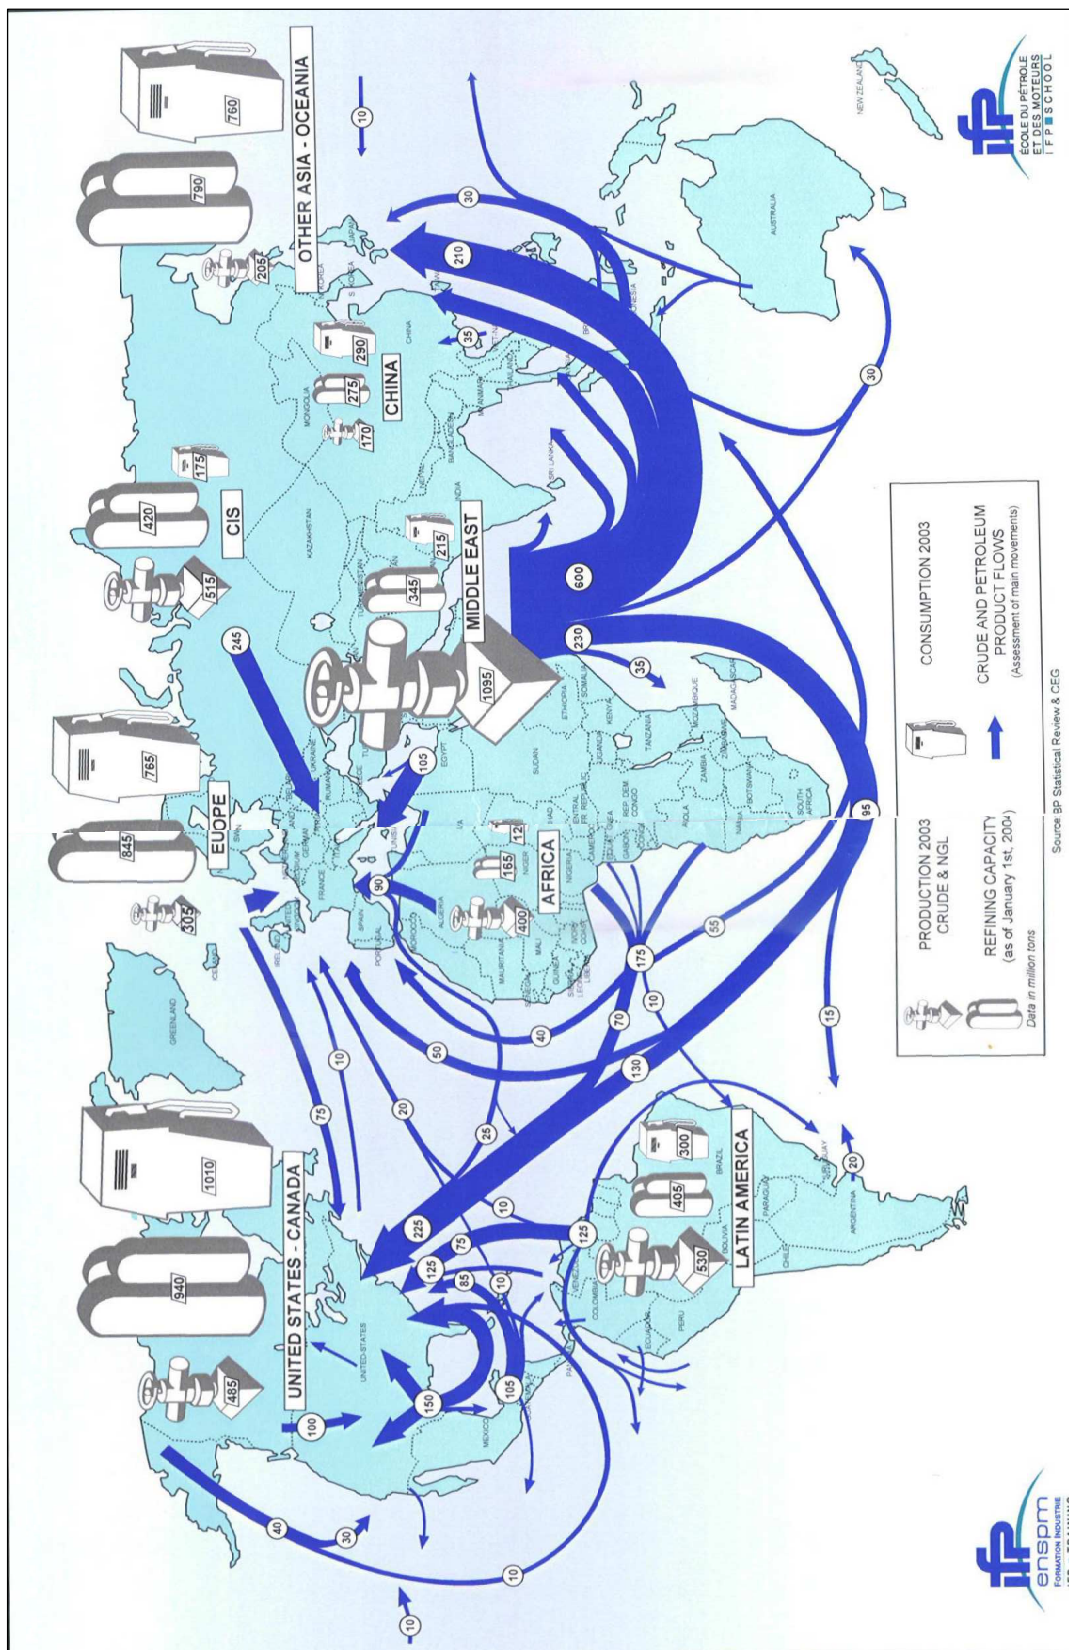 UNITED STATES - CANADA
485
940
1010
EUROPE
305
845
765
CIS
515
420
175
CHINA
170
275
290
OTHER ASIA - OCEANIA
205
790
760
MIDDLE EAST
1095
345
215
AFRICA
400
165
LATIN AMERICA
530
405
300
GREENLAND
ICELAND
UNITED-STATES
MEXICO
COLOMBIA
ECUADOR
PERU
BRAZIL
BOLIVIA
PARAGUAY
CHILE
URUGUAY
ARGENTINA
FRANCE
SPAIN
PORTUGAL
UKRAINE
MOROCCO
ALGERIA
EGYPT
MAURITANIA
MALI
NIGER
NIGERIA
SUDAN
ETHIOPIA
SOMALIA
KENYA
UGANDA
TANZANIA
ZAMBIA
MOZAMBIQUE
MADAGASCAR
BOTSWANA
SOUTH
AFRICA
KAZAKHSTAN
MONGOLIA
CHINA
INDIA
BANGLADESH
MYANMAR
THAILAND
SRI LANKA
JAPAN
AUSTRALIA
NEW ZEALAND
10
40
30
10
100
150
105
125
85
75
10
10
125
225
25
20
10
75
50
40
70
10
175
55
130
90
105
245
15
20
95
230
35
600
30
35
210
30
10
PRODUCTION 2003
CRUDE & NGL
CONSUMPTION 2003
REFINING CAPACITY
(as of January 1st, 2004)
CRUDE AND PETROLEUM
PRODUCT FLOWS
(Assessment of main movements)
Data in million tons
Source: BP Statistical Review & CEG
ifp
enspm
FORMATION INDUSTRIE
ifp
ÉCOLE DU PÉTROLE
ET DES MOTEURS
IFP SCHOOL